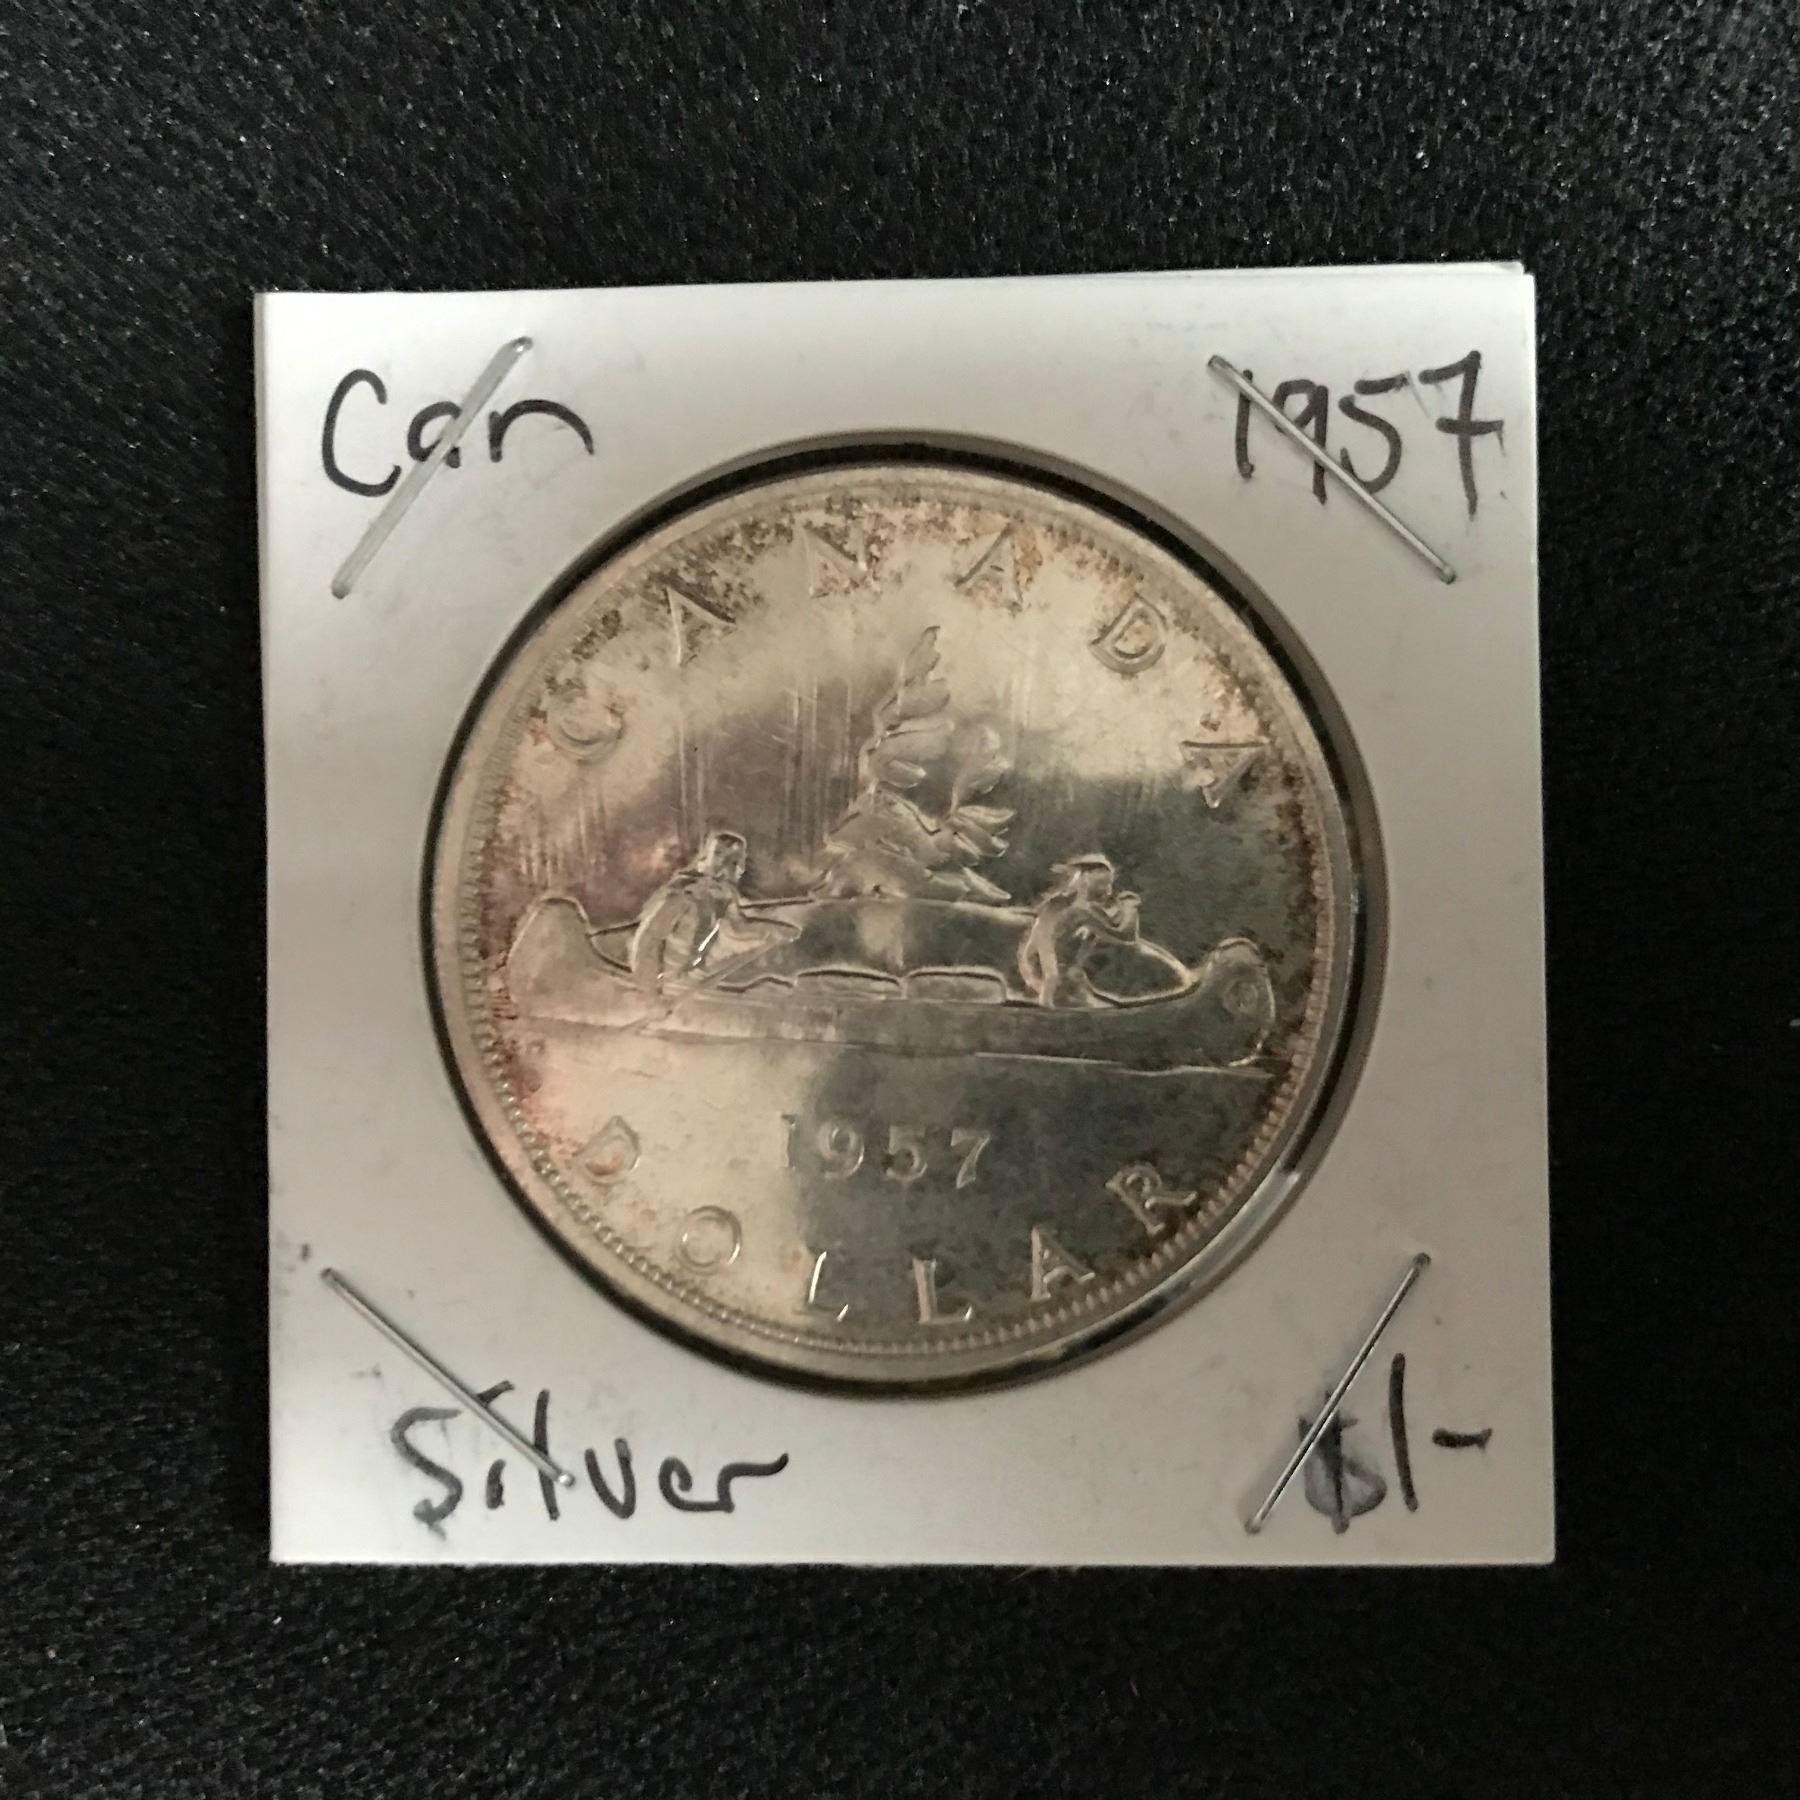 Can 1957
CANADA
1957
DOLLAR
Silver $1-